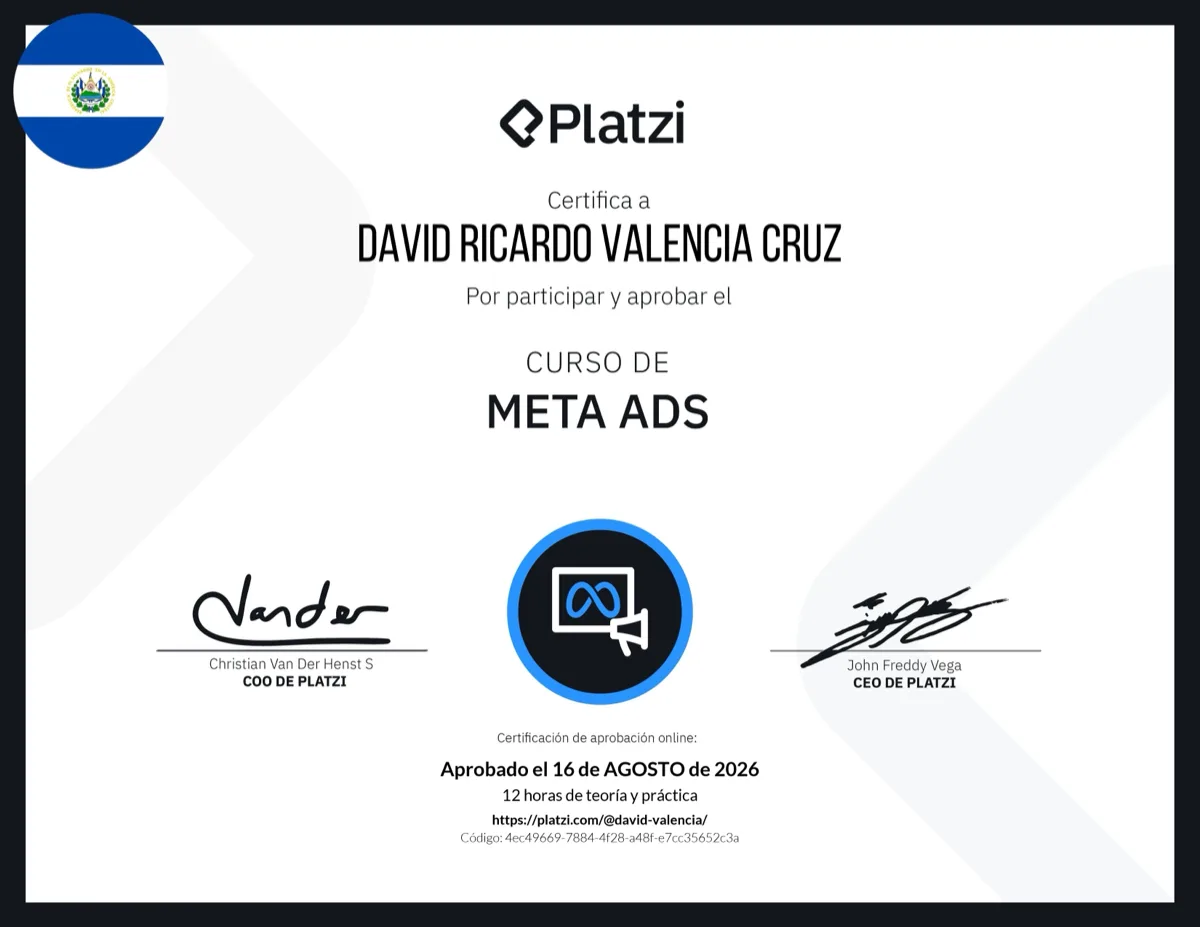 Platzi
Certifica a
DAVID RICARDO VALENCIA CRUZ
Por participar y aprobar el
CURSO DE
META ADS
Vander
Christian Van Der Henst S
COO DE PLATZI
John Freddy Vega
CEO DE PLATZI
Certificación de aprobación online:
Aprobado el 16 de AGOSTO de 2026
12 horas de teoría y práctica
https://platzi.com/@david-valencia/
Código: 4ec49669-7884-4f28-a48f-e7cc35652c3a